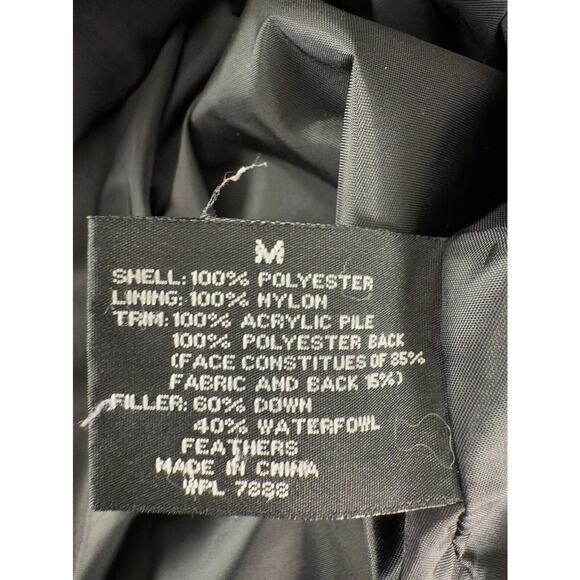 M
SHELL: 100% POLYESTER
LINING: 100% NYLON
TRIM: 100% ACRYLIC PILE
100% POLYESTER BACK
(FACE CONSTITUES OF 85%
FABRIC AND BACK 15%)
FILLER: 60% DOWN
40% WATERFOWL
FEATHERS
MADE IN CHINA
WPL 7888